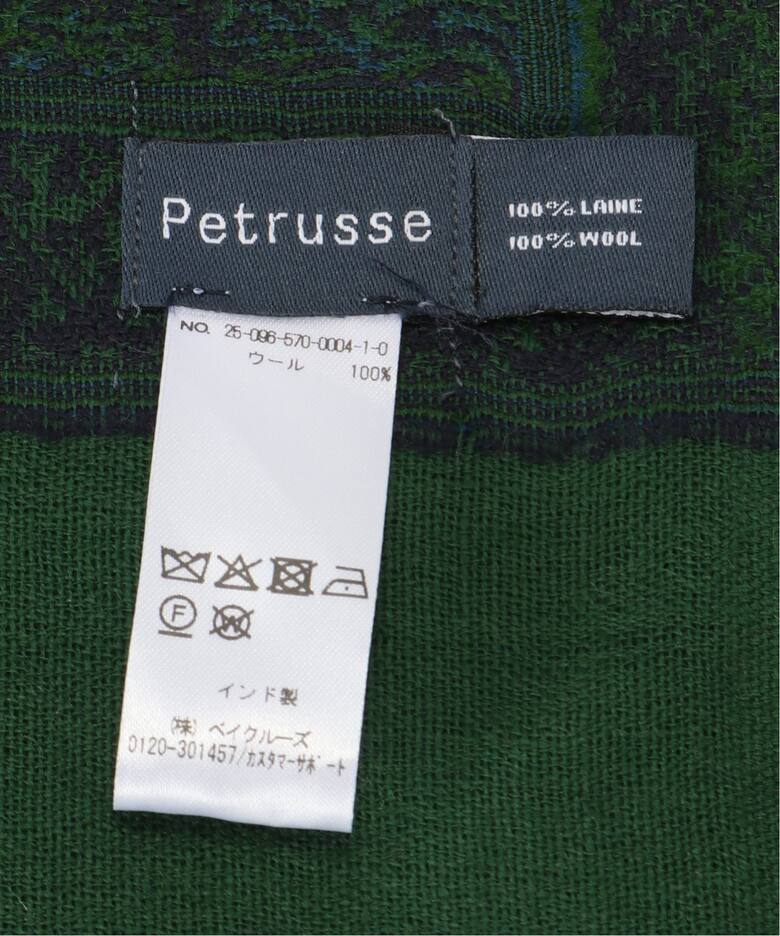 Petrusse
100% LAINE
100% WOOL
NO. 25-096-570-0004-1-0
ウール 100%
F
W
インド製
(株) ベイクルーズ
0120-301457/カスタマーサポート